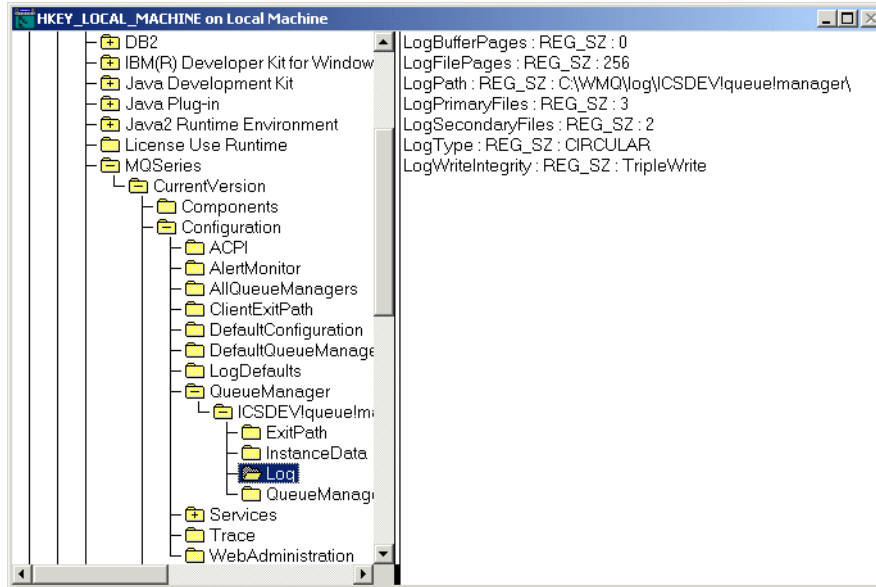 HKEY_LOCAL_MACHINE on Local Machine
DB2
IBM(R) Developer Kit for Window
Java Development Kit
Java Plug-in
Java2 Runtime Environment
License Use Runtime
MQSeries
CurrentVersion
Components
Configuration
ACPI
AlertMonitor
AllQueueManagers
ClientExitPath
DefaultConfiguration
DefaultQueueManage
LogDefaults
QueueManager
ICSDEV!queue!ma
ExitPath
InstanceData
Log
QueueManag
Services
Trace
WebAdministration
LogBufferPages : REG_SZ : 0
LogFilePages : REG_SZ : 256
LogPath : REG_SZ : C:\WMQ\log\ICSDEV!queue!manager\
LogPrimaryFiles : REG_SZ : 3
LogSecondaryFiles : REG_SZ : 2
LogType : REG_SZ : CIRCULAR
LogWriteIntegrity : REG_SZ : TripleWrite